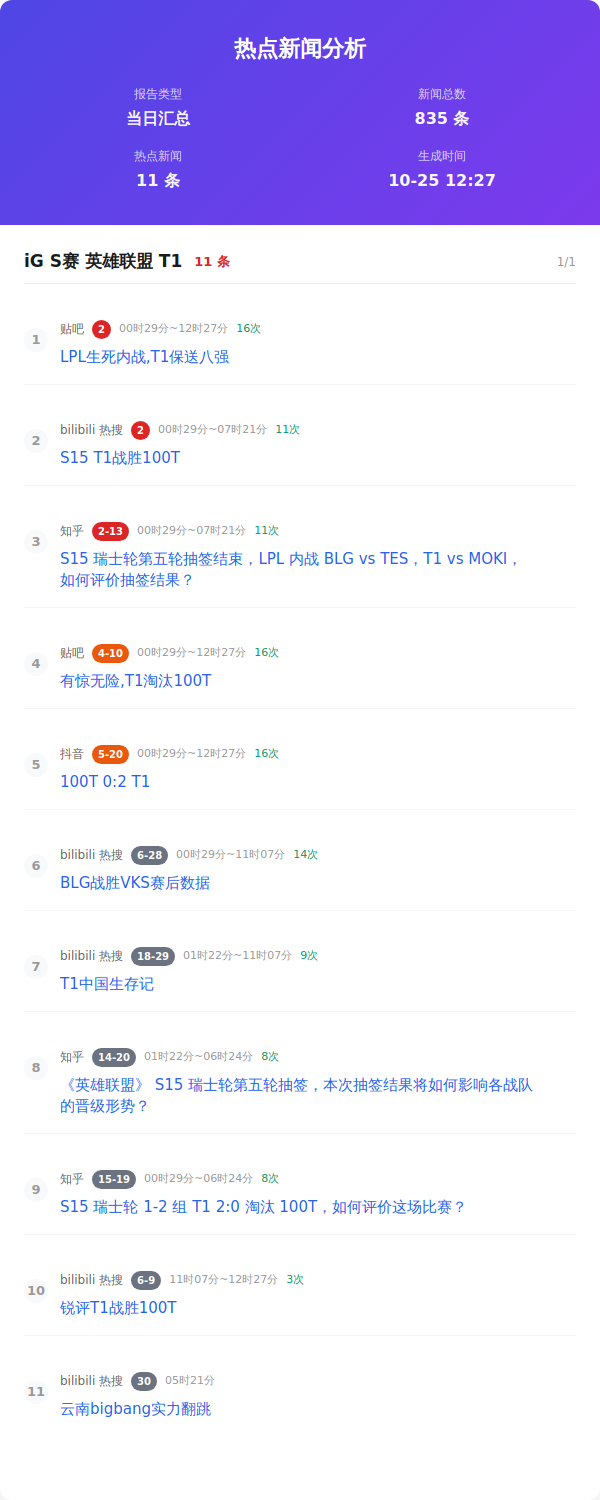 热点新闻分析
报告类型
新闻总数
当日汇总
835 条
热点新闻
生成时间
11 条
10-25 12:27
iG S赛 英雄联盟 T1 11 条 1/1
1
贴吧 2 00时29分~12时27分 16次
LPL生死内战,T1保送八强
2
bilibili 热搜 2 00时29分~07时21分 11次
S15 T1战胜100T
3
知乎 2-13 00时29分~07时21分 11次
S15 瑞士轮第五轮抽签结束，LPL 内战 BLG vs TES，T1 vs MOKI，
如何评价抽签结果？
4
贴吧 4-10 00时29分~12时27分 16次
有惊无险,T1淘汰100T
5
抖音 5-20 00时29分~12时27分 16次
100T 0:2 T1
6
bilibili 热搜 6-28 00时29分~11时07分 14次
BLG战胜VKS赛后数据
7
bilibili 热搜 18-29 01时22分~11时07分 9次
T1中国生存记
8
知乎 14-20 01时22分~06时24分 8次
《英雄联盟》 S15 瑞士轮第五轮抽签，本次抽签结果将如何影响各战队
的晋级形势？
9
知乎 15-19 00时29分~06时24分 8次
S15 瑞士轮 1-2 组 T1 2:0 淘汰 100T，如何评价这场比赛？
10
bilibili 热搜 6-9 11时07分~12时27分 3次
锐评T1战胜100T
11
bilibili 热搜 30 05时21分
云南bigbang实力翻跳